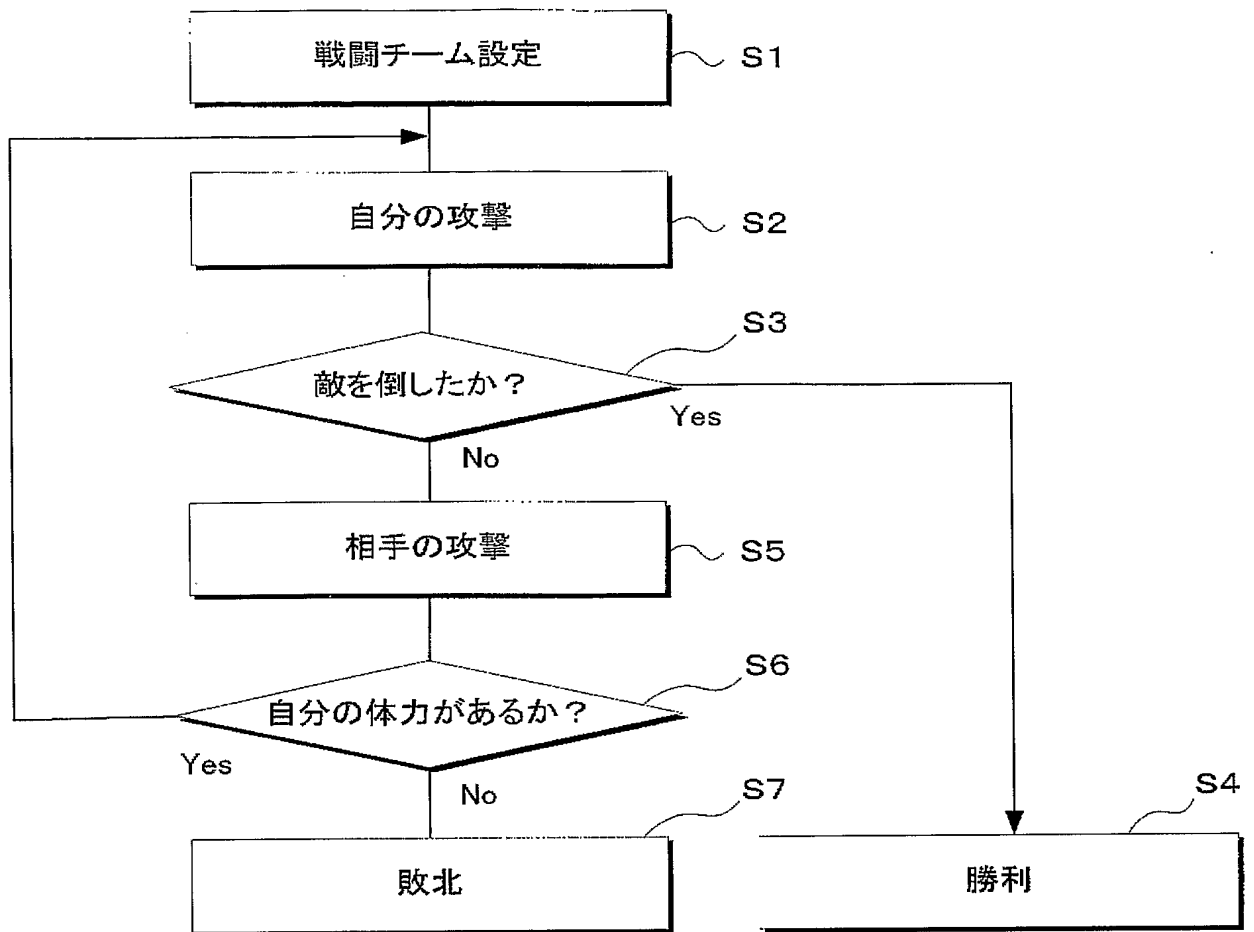 戦闘チーム設定
S1
自分の攻撃
S2
S3
敵を倒したか？
Yes
No
相手の攻撃
S5
S6
自分の体力があるか？
Yes
No
S7
S4
敗北
勝利